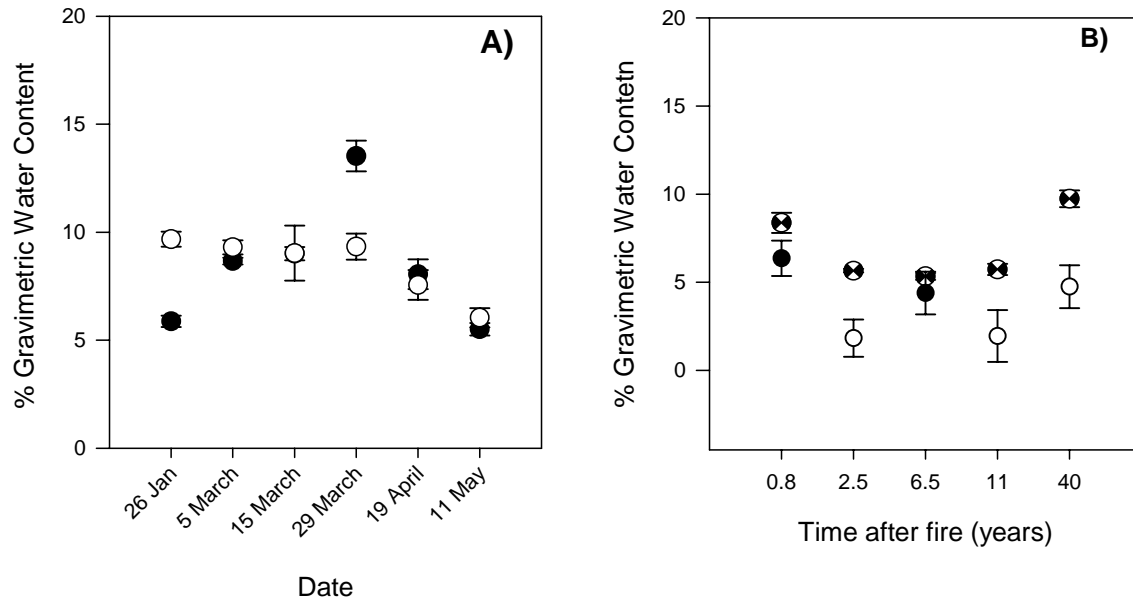 A)
% Gravimetric Water Content
20
15
10
5
0
26 Jan
5 March
15 March
29 March
19 April
11 May
Date
B)
% Gravimetric Water Contetn
20
15
10
5
0
0.8
2.5
6.5
11
40
Time after fire (years)